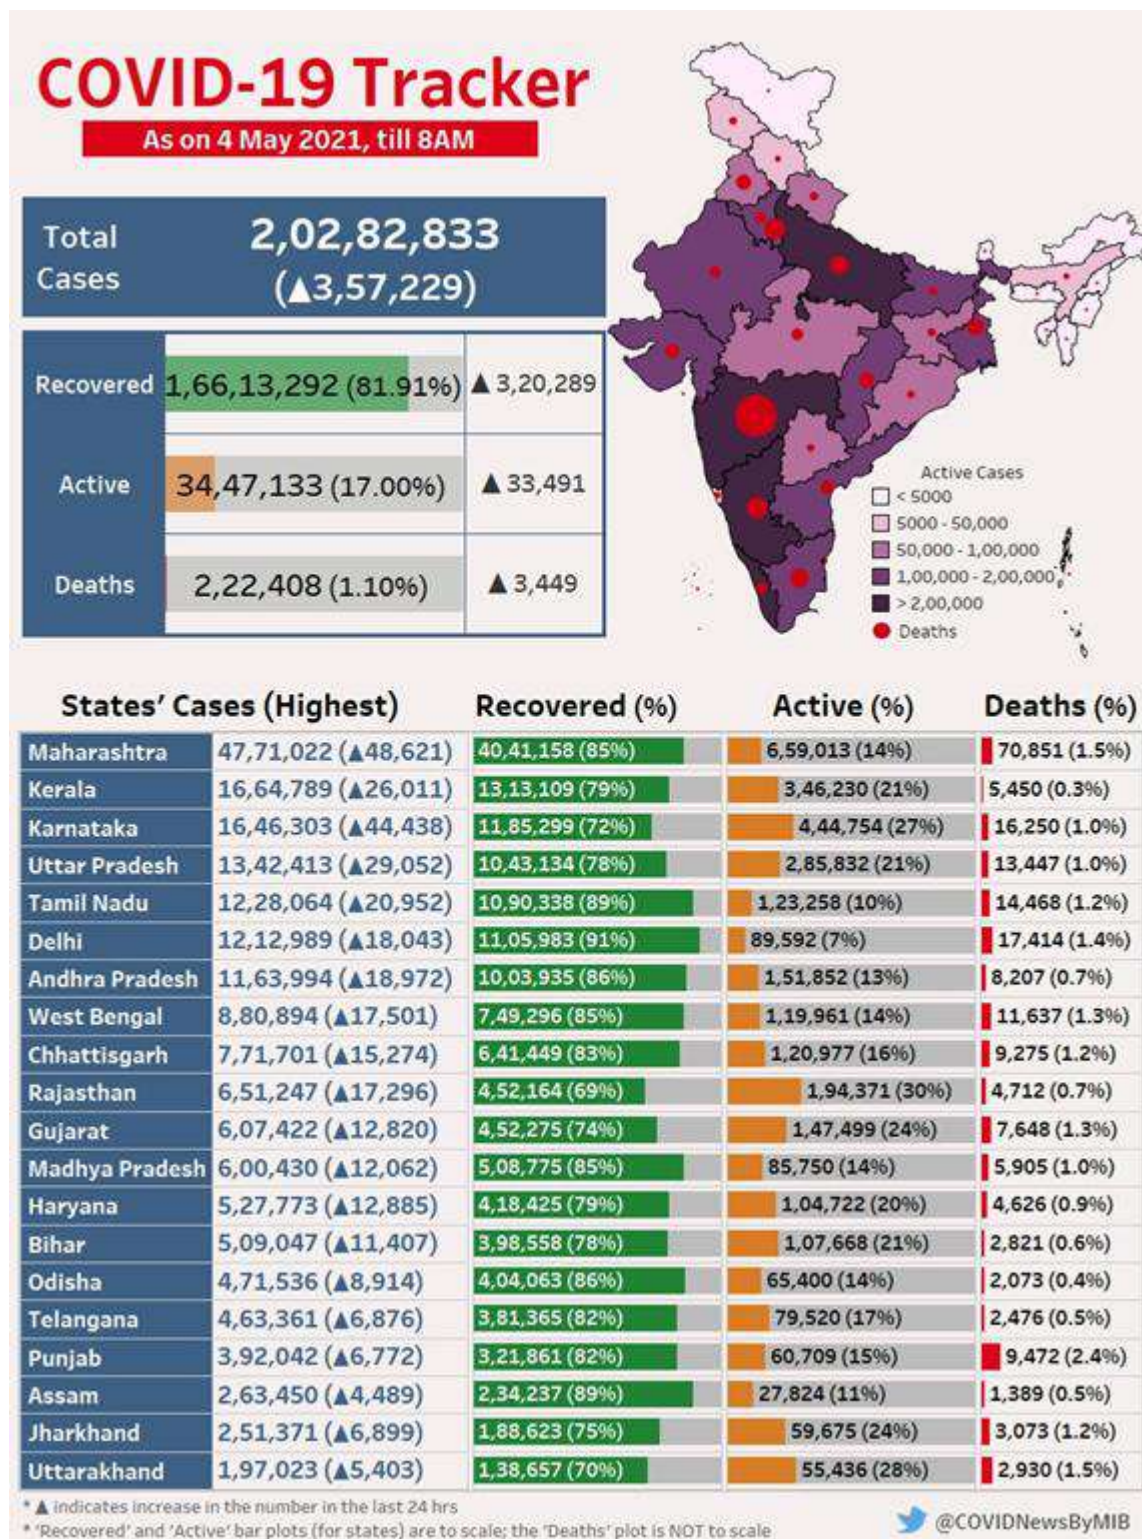 COVID-19 Tracker
As on 4 May 2021, till 8AM
Total Cases
2,02,82,833
(▲3,57,229)
Recovered 1,66,13,292 (81.91%) ▲ 3,20,289
Active 34,47,133 (17.00%) ▲ 33,491
Deaths 2,22,408 (1.10%) ▲ 3,449
Active Cases
< 5000
5000 - 50,000
50,000 - 1,00,000
1,00,000 - 2,00,000
> 2,00,000
Deaths
States' Cases (Highest) Recovered (%) Active (%) Deaths (%)
Maharashtra 47,71,022 (▲48,621) 40,41,158 (85%) 6,59,013 (14%) 70,851 (1.5%)
Kerala 16,64,789 (▲26,011) 13,13,109 (79%) 3,46,230 (21%) 5,450 (0.3%)
Karnataka 16,46,303 (▲44,438) 11,85,299 (72%) 4,44,754 (27%) 16,250 (1.0%)
Uttar Pradesh 13,42,413 (▲29,052) 10,43,134 (78%) 2,85,832 (21%) 13,447 (1.0%)
Tamil Nadu 12,28,064 (▲20,952) 10,90,338 (89%) 1,23,258 (10%) 14,468 (1.2%)
Delhi 12,12,989 (▲18,043) 11,05,983 (91%) 89,592 (7%) 17,414 (1.4%)
Andhra Pradesh 11,63,994 (▲18,972) 10,03,935 (86%) 1,51,852 (13%) 8,207 (0.7%)
West Bengal 8,80,894 (▲17,501) 7,49,296 (85%) 1,19,961 (14%) 11,637 (1.3%)
Chhattisgarh 7,71,701 (▲15,274) 6,41,449 (83%) 1,20,977 (16%) 9,275 (1.2%)
Rajasthan 6,51,247 (▲17,296) 4,52,164 (69%) 1,94,371 (30%) 4,712 (0.7%)
Gujarat 6,07,422 (▲12,820) 4,52,275 (74%) 1,47,499 (24%) 7,648 (1.3%)
Madhya Pradesh 6,00,430 (▲12,062) 5,08,775 (85%) 85,750 (14%) 5,905 (1.0%)
Haryana 5,27,773 (▲12,885) 4,18,425 (79%) 1,04,722 (20%) 4,626 (0.9%)
Bihar 5,09,047 (▲11,407) 3,98,558 (78%) 1,07,668 (21%) 2,821 (0.6%)
Odisha 4,71,536 (▲8,914) 4,04,063 (86%) 65,400 (14%) 2,073 (0.4%)
Telangana 4,63,361 (▲6,876) 3,81,365 (82%) 79,520 (17%) 2,476 (0.5%)
Punjab 3,92,042 (▲6,772) 3,21,861 (82%) 60,709 (15%) 9,472 (2.4%)
Assam 2,63,450 (▲4,489) 2,34,237 (89%) 27,824 (11%) 1,389 (0.5%)
Jharkhand 2,51,371 (▲6,899) 1,88,623 (75%) 59,675 (24%) 3,073 (1.2%)
Uttarakhand 1,97,023 (▲5,403) 1,38,657 (70%) 55,436 (28%) 2,930 (1.5%)
* ▲ indicates increase in the number in the last 24 hrs
* 'Recovered' and 'Active' bar plots (for states) are to scale; the 'Deaths' plot is NOT to scale
@COVIDNewsByMIB